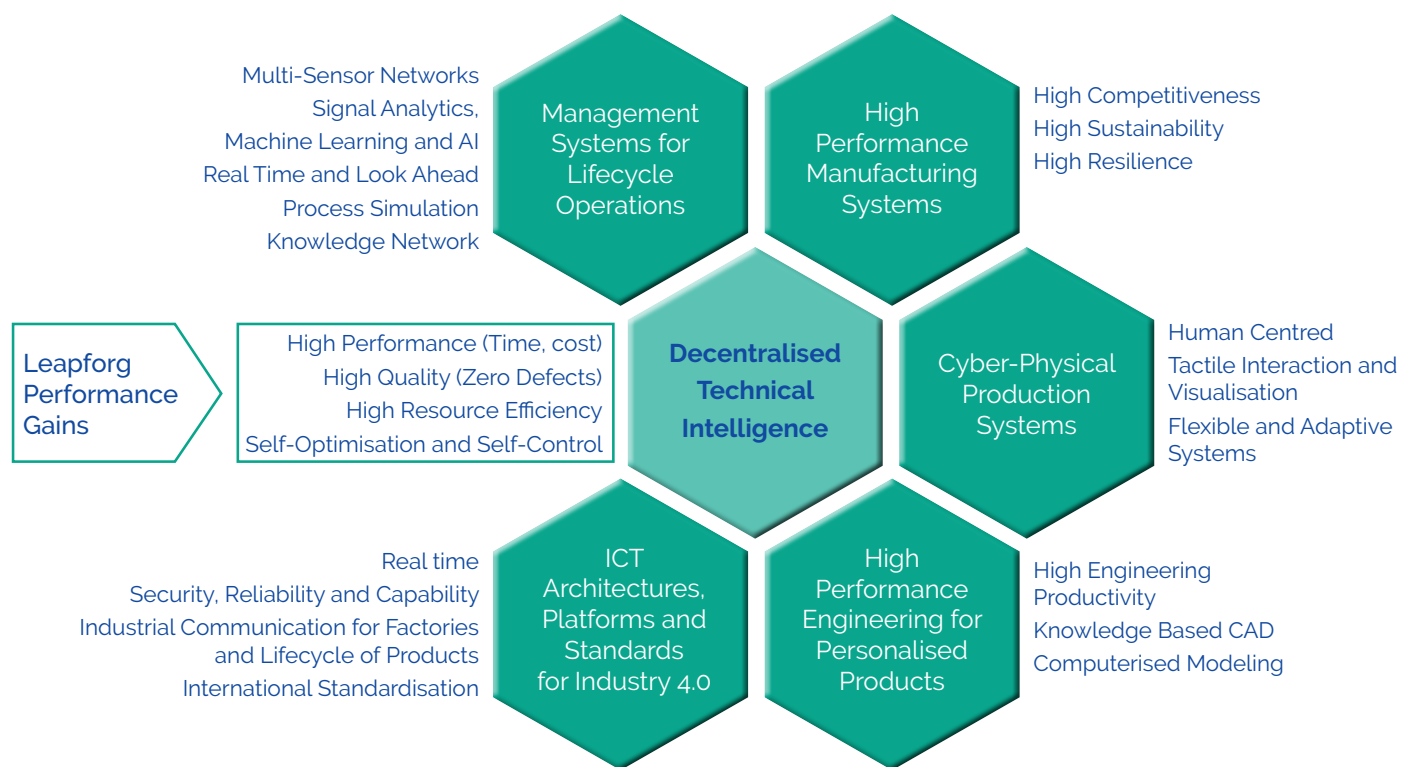 Multi-Sensor Networks
Signal Analytics,
Machine Learning and AI
Real Time and Look Ahead
Process Simulation
Knowledge Network
Management
Systems for
Lifecycle
Operations
High
Performance
Manufacturing
Systems
High Competitiveness
High Sustainability
High Resilience
Leapforg
Performance
Gains
High Performance (Time, cost)
High Quality (Zero Defects)
High Resource Efficiency
Self-Optimisation and Self-Control
Decentralised
Technical
Intelligence
Cyber-Physical
Production
Systems
Human Centred
Tactile Interaction and
Visualisation
Flexible and Adaptive
Systems
Real time
Security, Reliability and Capability
Industrial Communication for Factories
and Lifecycle of Products
International Standardisation
ICT
Architectures,
Platforms and
Standards
for Industry 4.0
High
Performance
Engineering for
Personalised
Products
High Engineering
Productivity
Knowledge Based CAD
Computerised Modeling